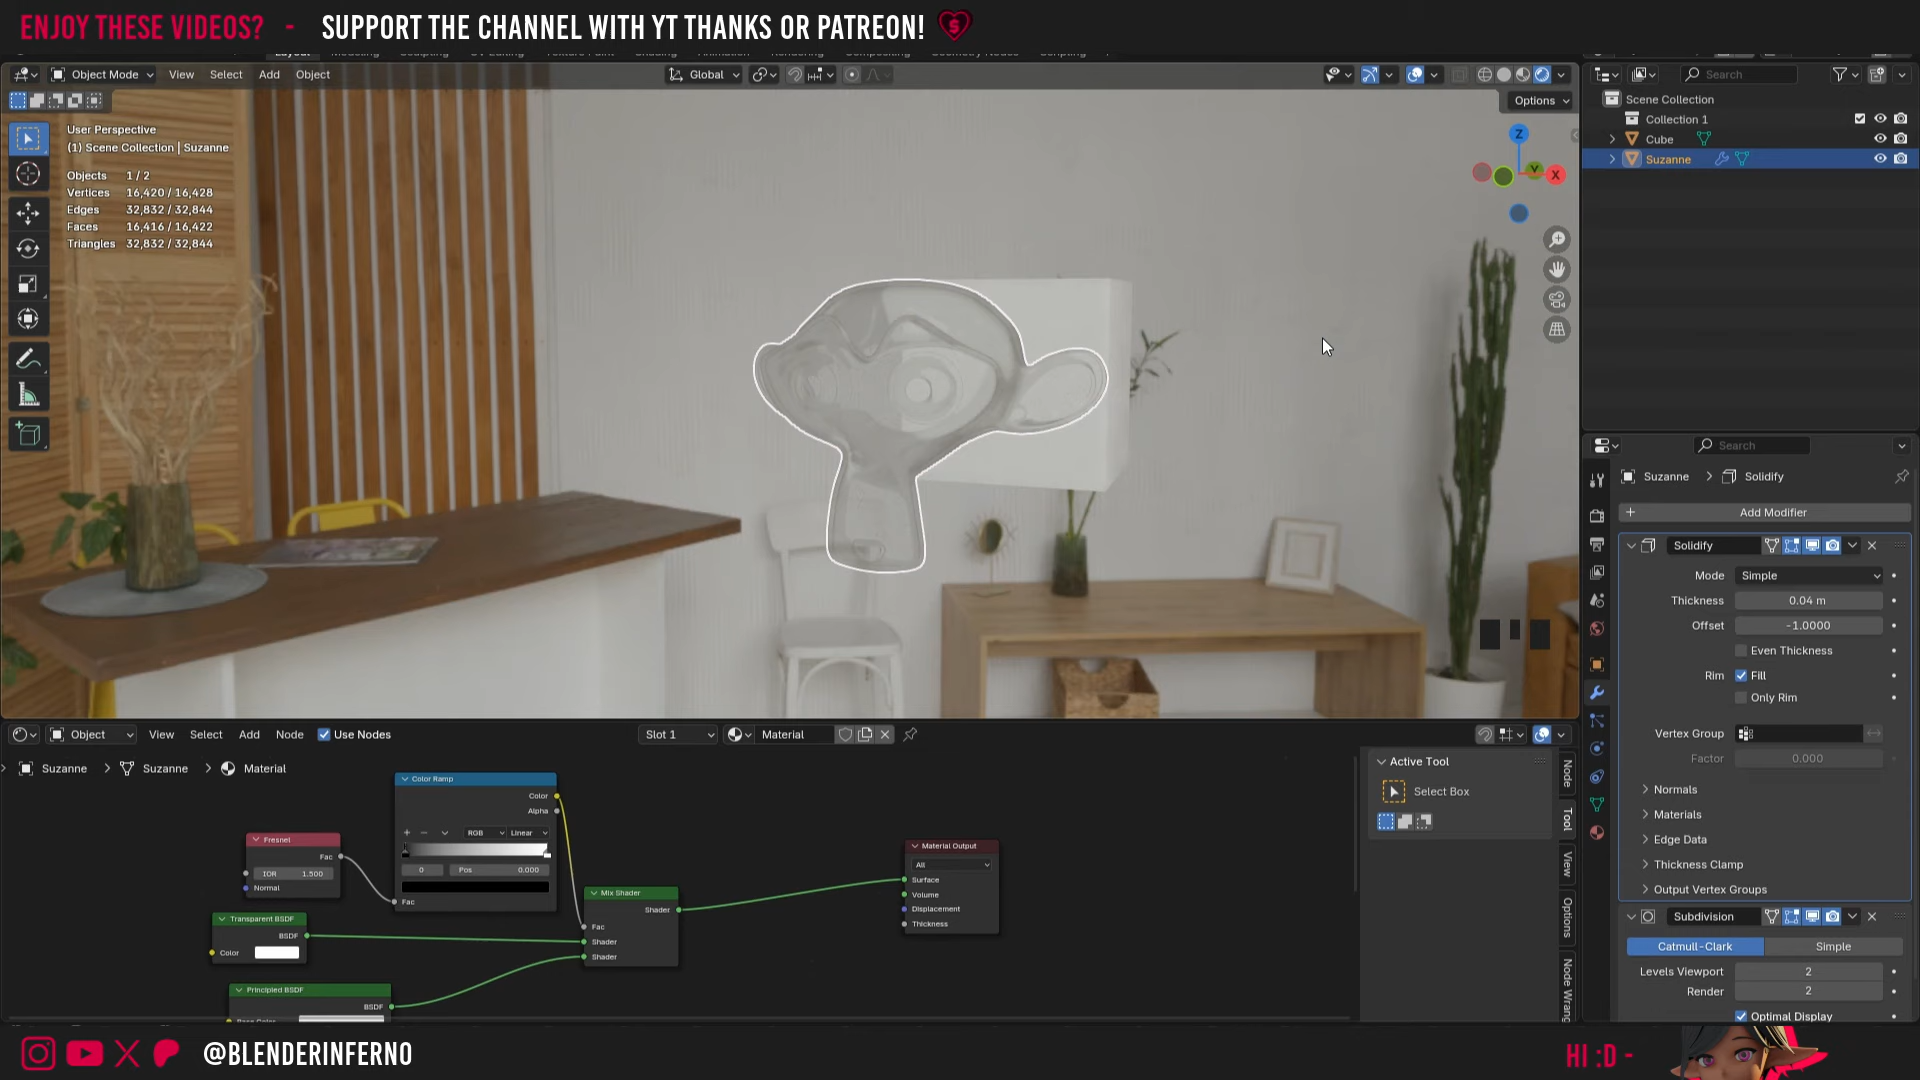 ENJOY THESE VIDEOS? - SUPPORT THE CHANNEL WITH YT THANKS OR PATREON!
Object Mode View Select Add Object Global Search
Options
User Perspective
(1) Scene Collection | Suzanne
Objects 1 / 2
Vertices 16,420 / 16,428
Edges 32,832 / 32,844
Faces 16,416 / 16,422
Triangles 32,832 / 32,844
Z
Y
X
Scene Collection
Collection 1
Cube
Suzanne
Search
Suzanne > Solidify
Add Modifier
Solidify
Mode Simple
Thickness 0.04 m
Offset -1.0000
Even Thickness
Rim Fill
Only Rim
Vertex Group
Factor 0.000
Normals
Materials
Edge Data
Thickness Clamp
Output Vertex Groups
Subdivision
Catmull-Clark Simple
Levels Viewport 2
Render 2
Optimal Display
Object View Select Add Node Use Nodes Slot 1 Material
Suzanne > Suzanne > Material
Color Ramp
Color
Alpha
RGB Linear
0 Pos 0.000
Fac
Fresnel
Fac
IOR 1.500
Normal
Transparent BSDF
BSDF
Color
Principled BSDF
BSDF
Base Color
Mix Shader
Shader
Fac
Shader
Shader
Material Output
All
Surface
Volume
Displacement
Thickness
Active Tool
Select Box
Node
Tool
View
Options
Node Wrang
@BLENDERINFERNO
HI :D -